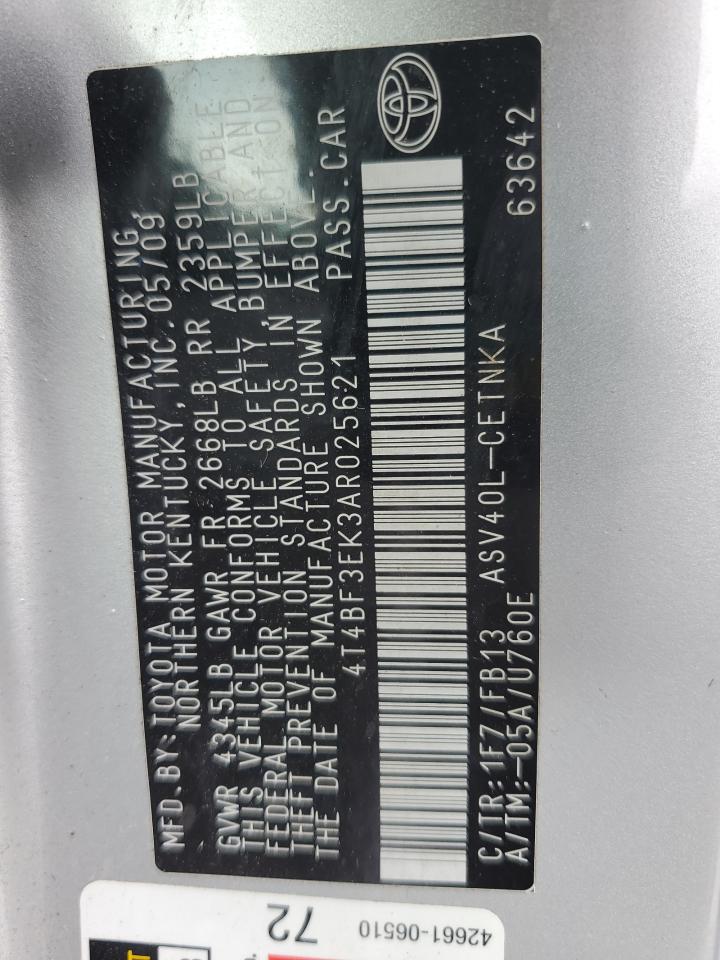 MFD.BY:TOYOTA MOTOR MANUFACTURING,
NORTHERN KENTUCKY,INC.05/09
GVWR 4345LB GAWR FR 2668LB RR 2359LB
THIS VEHICLE CONFORMS TO ALL APPLICABLE
FEDERAL MOTOR VEHICLE SAFETY, BUMPER AND
THEFT PREVENTION STANDARDS IN EFFECT ON
THE DATE OF MANUFACTURE SHOWN ABOVE.
4T4BF3EK3AR025621 PASS.CAR
C/TR:1F7/FB13 ASV40L-CETNKA 63642
A/TM:-05A/U760E
42661-06510
72